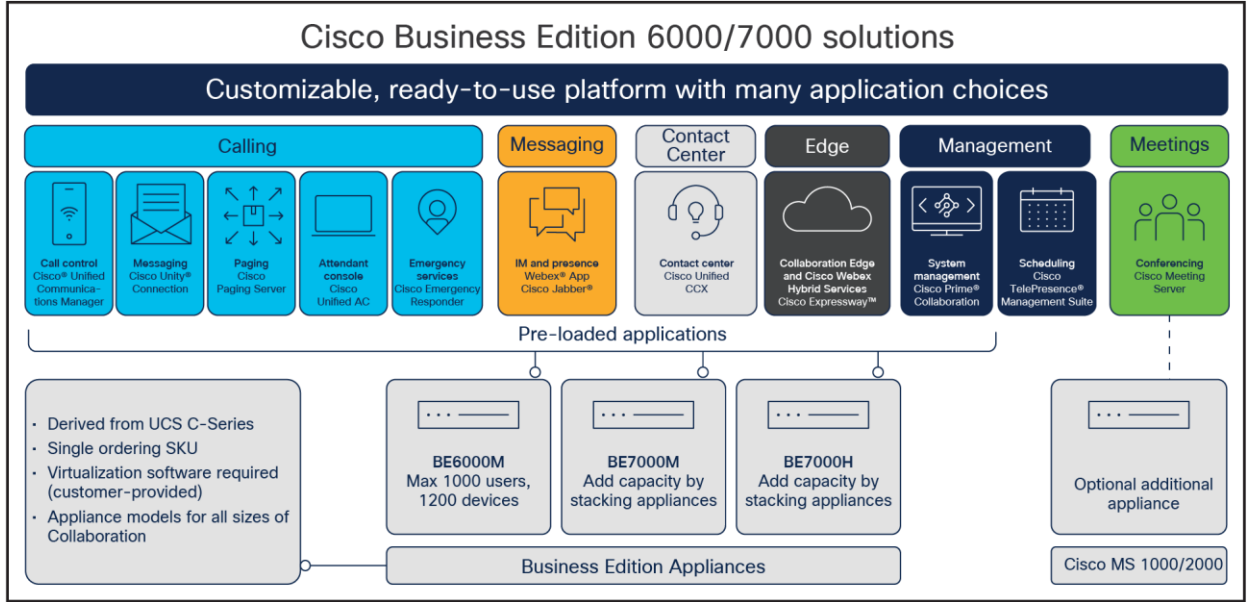 Cisco Business Edition 6000/7000 solutions
Customizable, ready-to-use platform with many application choices
Calling
Messaging
Contact
Center
Edge
Management
Meetings
Call control
Cisco® Unified
Communica-
tions Manager
Messaging
Cisco Unity®
Connection
Paging
Cisco
Paging Server
Attendant
console
Cisco
Unified AC
Emergency
services
Cisco Emergency
Responder
IM and presence
Webex® App
Cisco Jabber®
Contact center
Cisco Unified
CCX
Collaboration Edge
and Cisco Webex
Hybrid Services
Cisco Expressway™
System
management
Cisco Prime®
Collaboration
Scheduling
Cisco
TelePresence®
Management Suite
Conferencing
Cisco Meeting
Server
Pre-loaded applications
· Derived from UCS C-Series
· Single ordering SKU
· Virtualization software required
(customer-provided)
· Appliance models for all sizes of
Collaboration
BE6000M
Max 1000 users,
1200 devices
BE7000M
Add capacity by
stacking appliances
BE7000H
Add capacity by
stacking appliances
Optional additional
appliance
Business Edition Appliances
Cisco MS 1000/2000